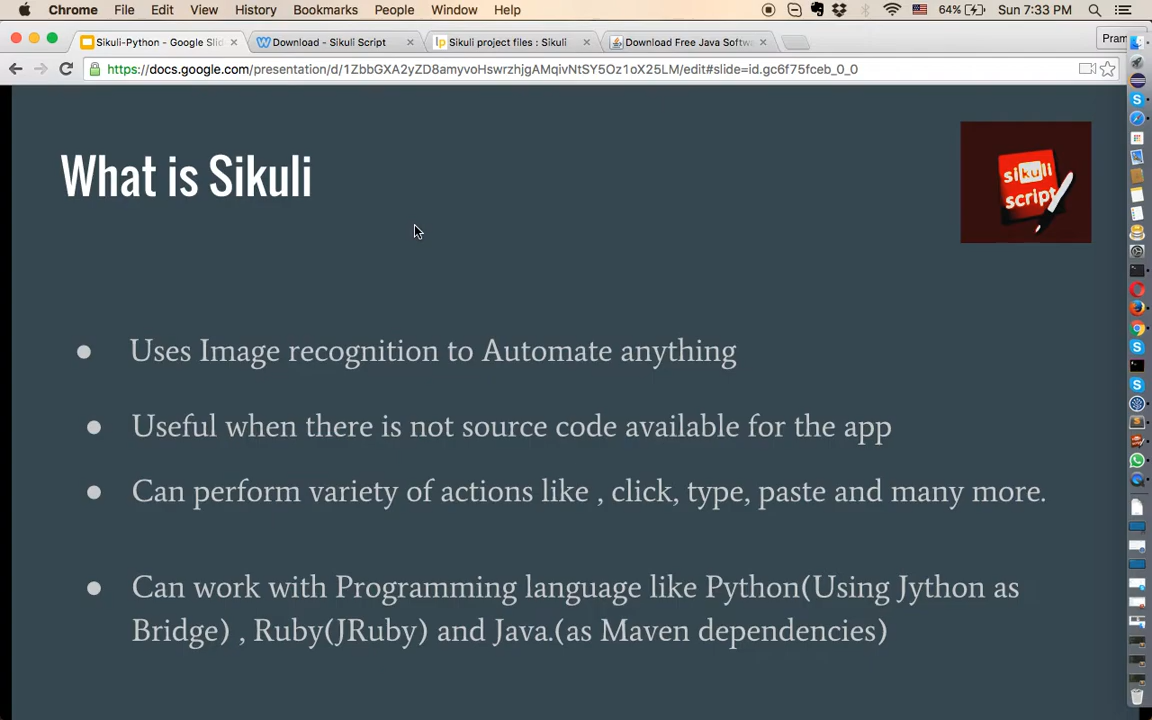 Chrome File Edit View History Bookmarks People Window Help 64% Sun 7:33 PM
Sikuli-Python - Google Slid Download - Sikuli Script Sikuli project files : Sikuli Download Free Java Softwa Pram
https://docs.google.com/presentation/d/1ZbbGXA2yZD8amyvoHswrzhjgAMqivNtSY5Oz1oX25LM/edit#slide=id.gc6f75fceb_0_0
What is Sikuli
sikuli
script
● Uses Image recognition to Automate anything
● Useful when there is not source code available for the app
● Can perform variety of actions like , click, type, paste and many more.
● Can work with Programming language like Python(Using Jython as
Bridge) , Ruby(JRuby) and Java.(as Maven dependencies)